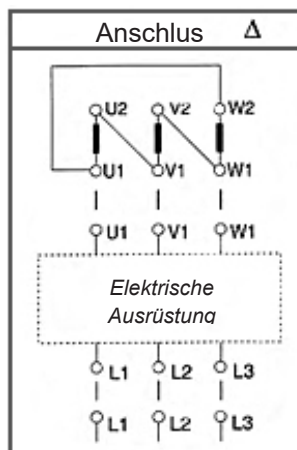 Anschlus Δ
U2 V2 W2
U1 V1 W1
U1 V1 W1
Elektrische
Ausrüstung
L1 L2 L3
L1 L2 L3